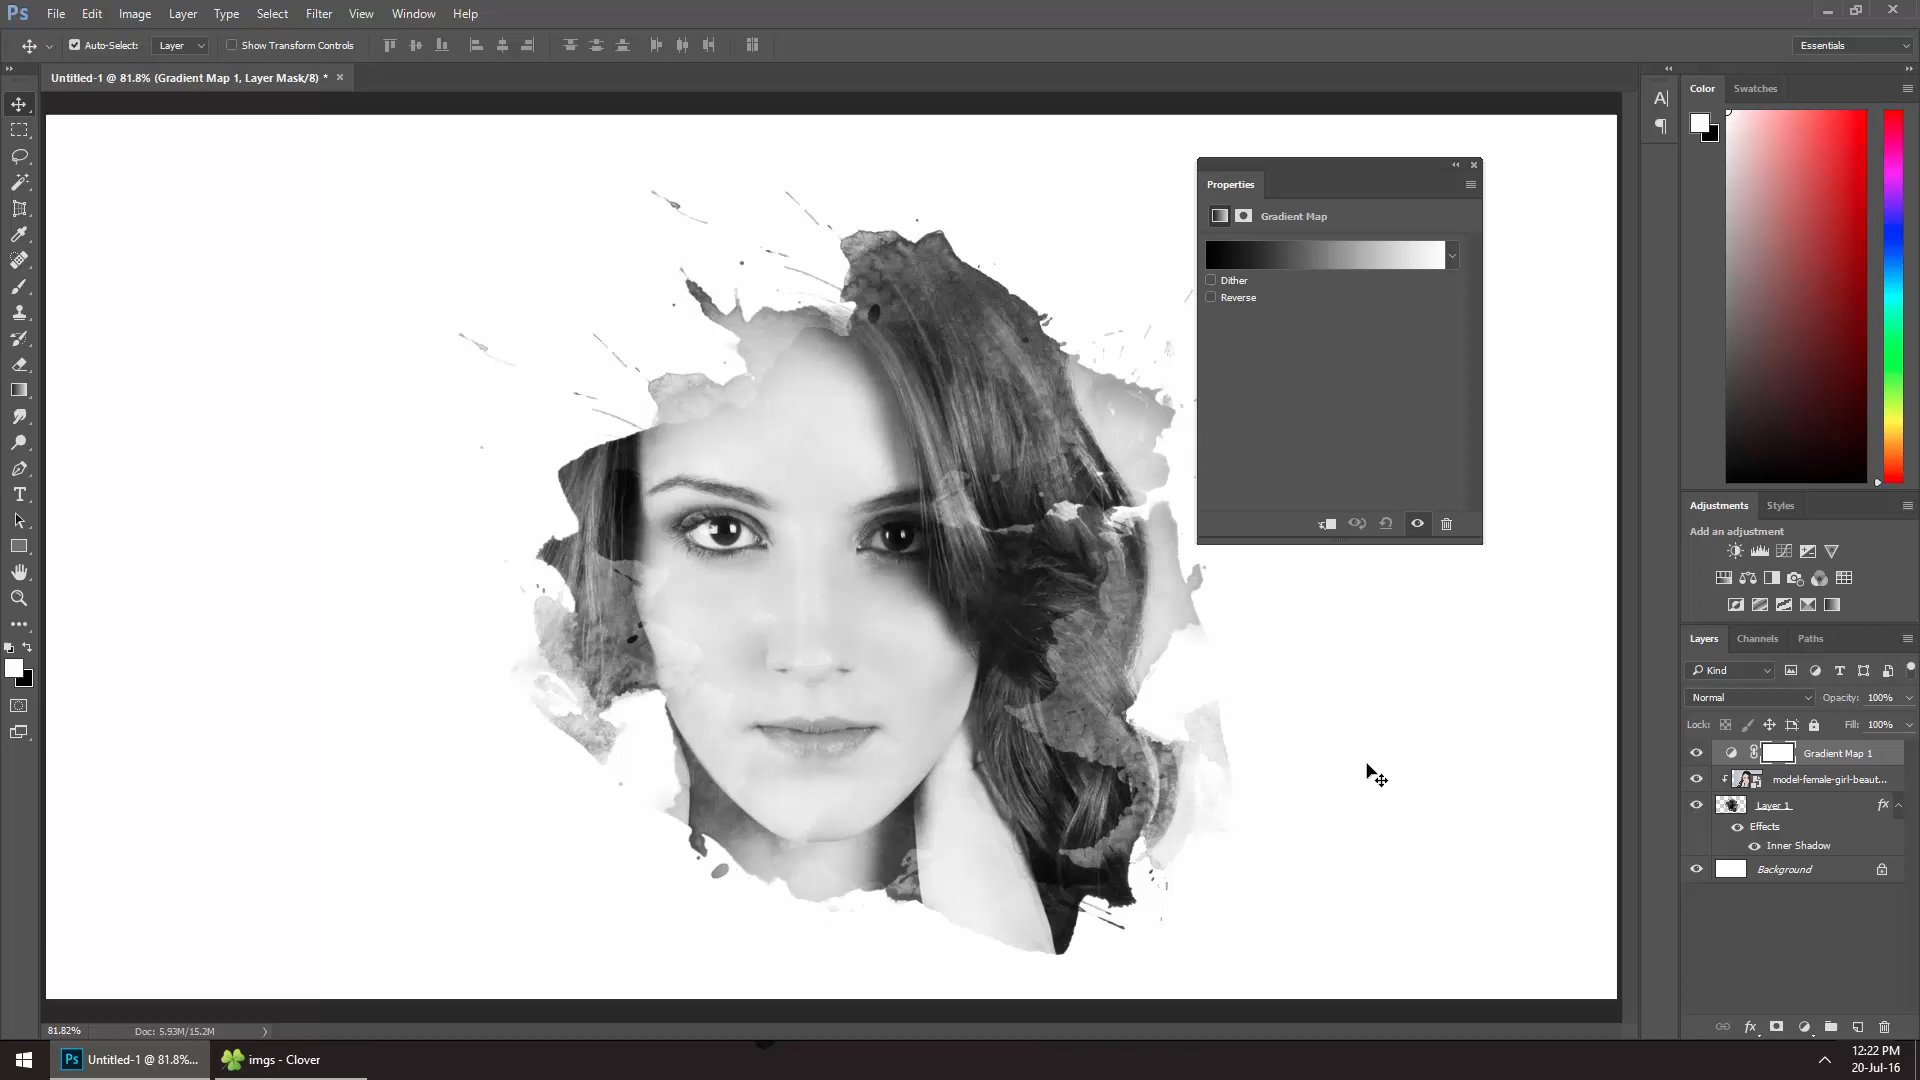 Ps File Edit Image Layer Type Select Filter View Window Help
Auto-Select: Layer Show Transform Controls Essentials
Untitled-1 @ 81.8% (Gradient Map 1, Layer Mask/8) *
Color Swatches
Properties
Gradient Map
Dither
Reverse
Adjustments Styles
Add an adjustment
Layers Channels Paths
Kind
Normal Opacity: 100%
Lock: Fill: 100%
Gradient Map 1
model-female-girl-beaut...
Layer 1 fx
Effects
Inner Shadow
Background
81.82% Doc: 5.93M/15.2M
fx
Ps Untitled-1 @ 81.8%... imgs - Clover
12:22 PM
20-Jul-16